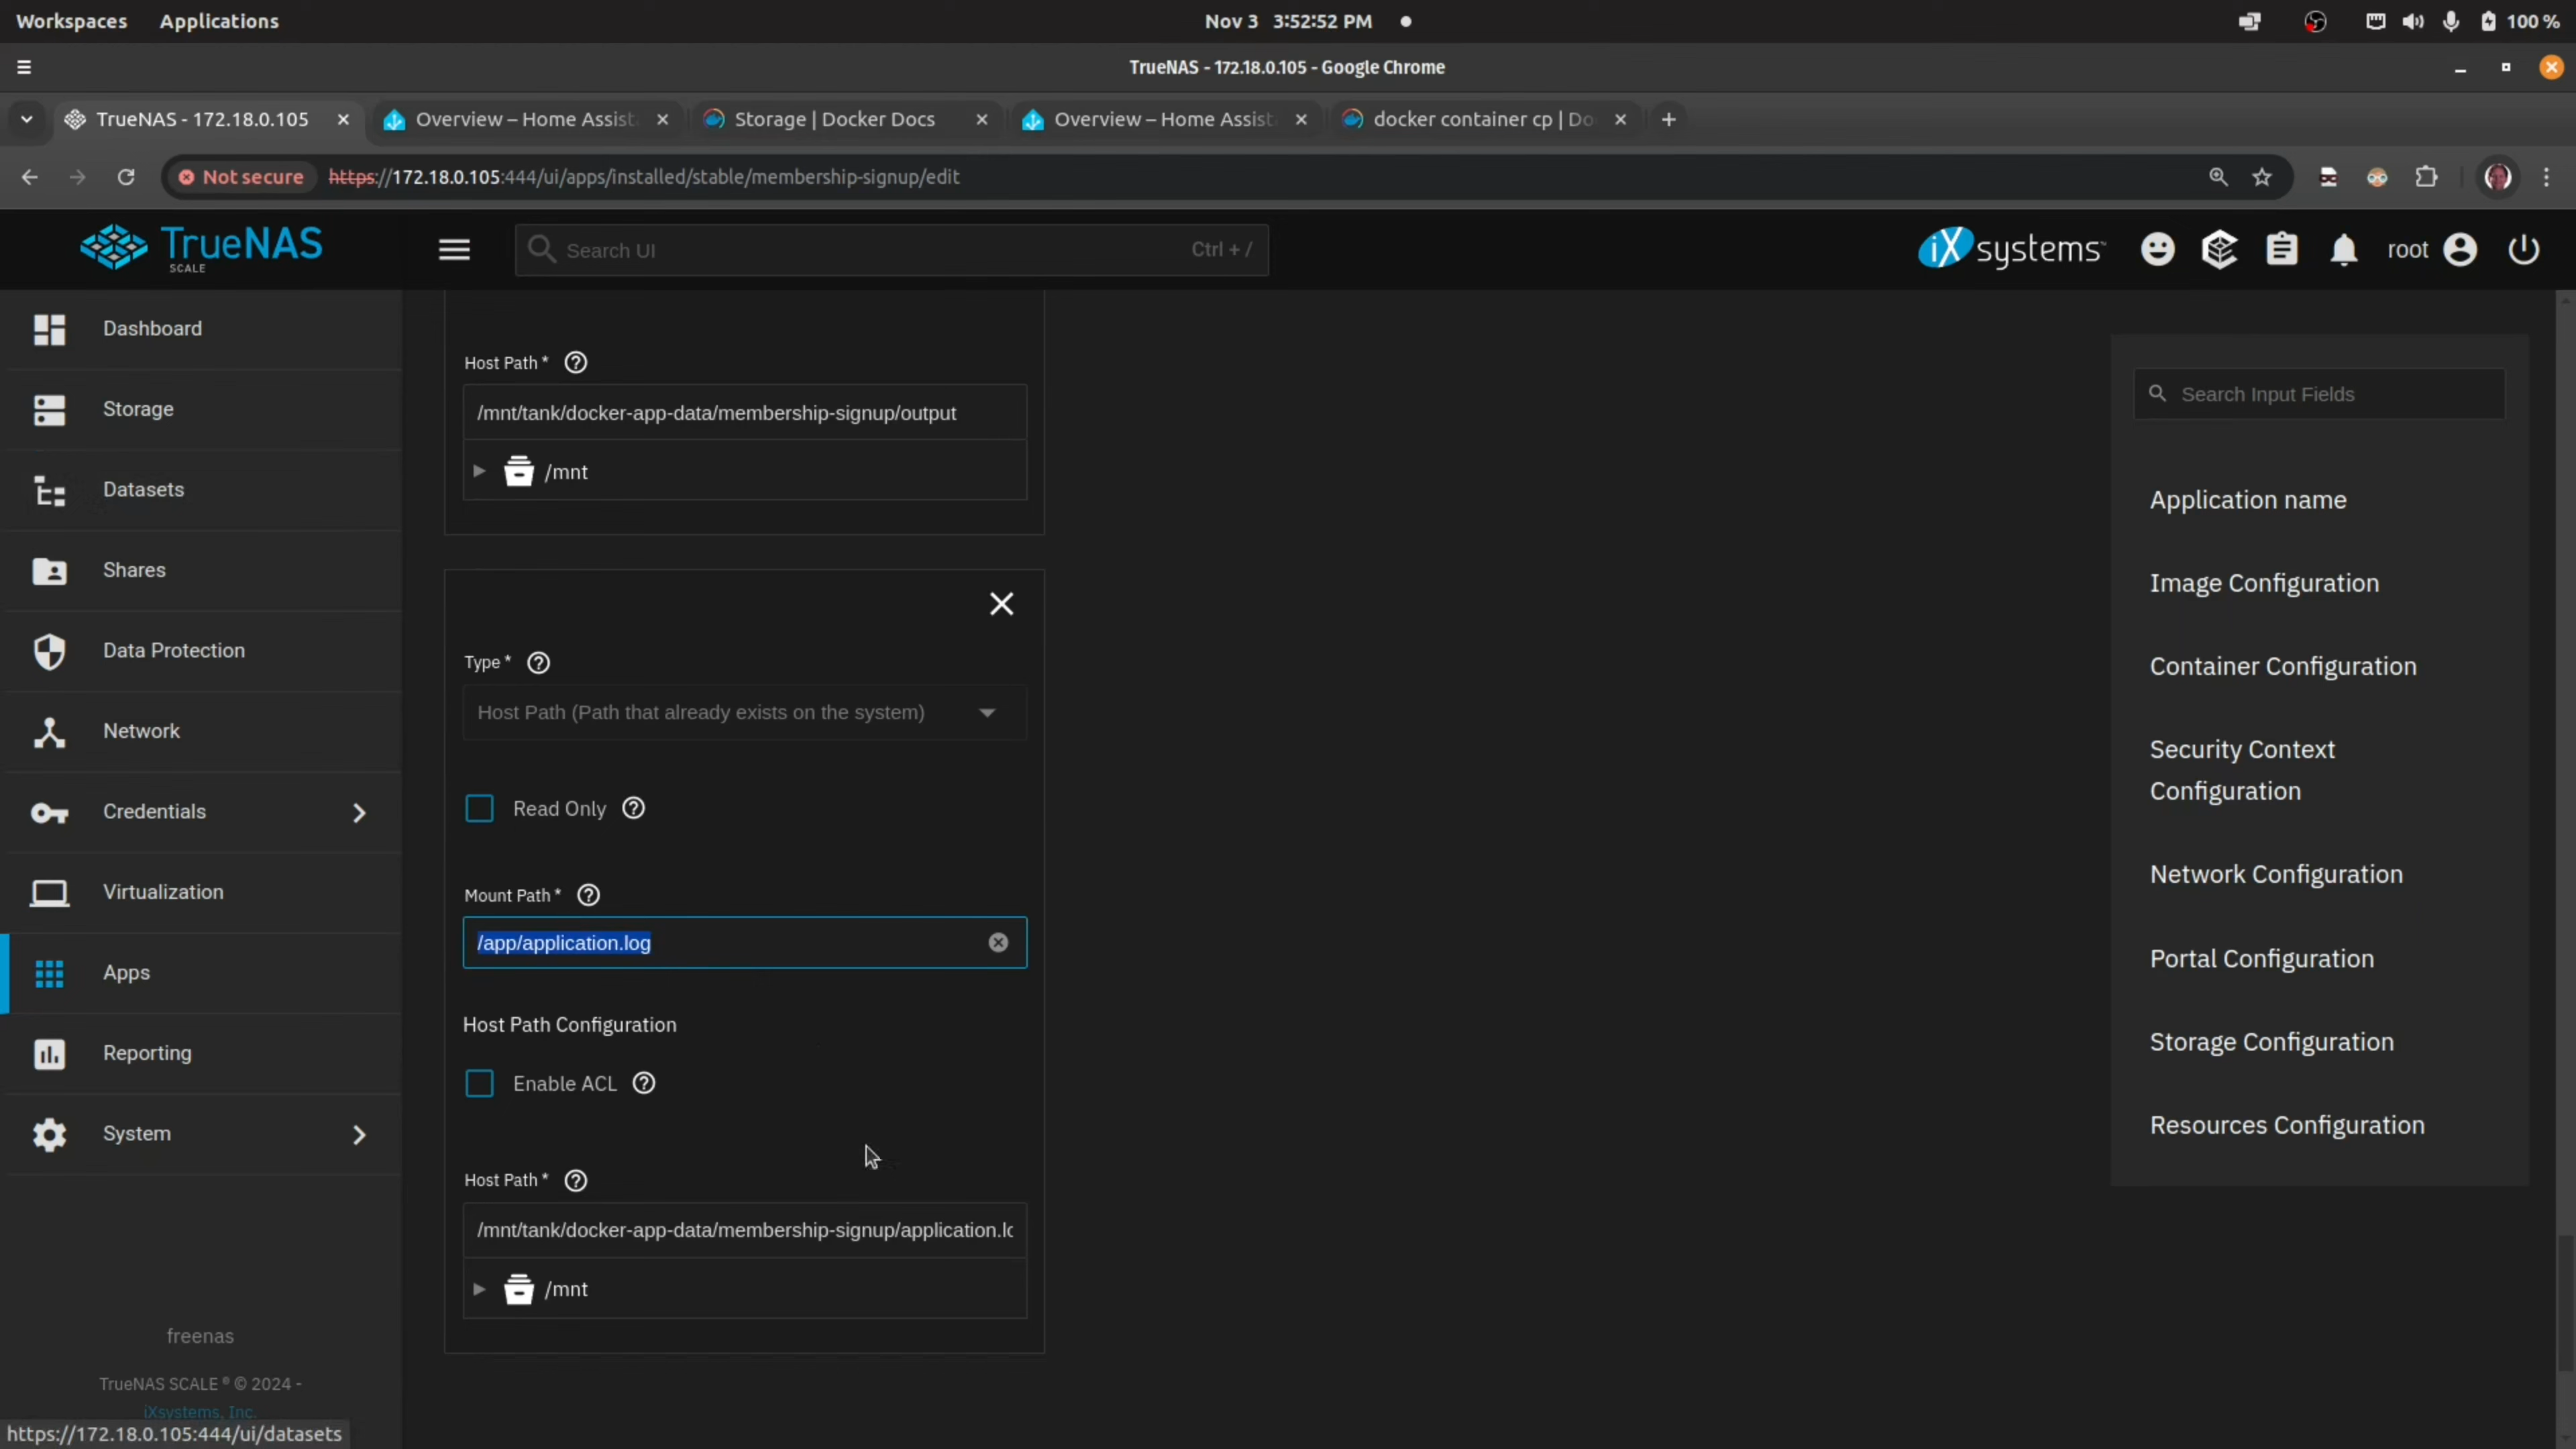 Workspaces Applications Nov 3 3:52:52 PM 100 %
TrueNAS - 172.18.0.105 - Google Chrome
TrueNAS - 172.18.0.105 Overview – Home Assist Storage | Docker Docs Overview – Home Assist docker container cp | Do
Not secure https://172.18.0.105:444/ui/apps/installed/stable/membership-signup/edit
TrueNAS
SCALE
Search UI Ctrl + /
iXsystems™ root
Dashboard
Storage
Datasets
Shares
Data Protection
Network
Credentials
Virtualization
Apps
Reporting
System
freenas
TrueNAS SCALE ® © 2024 -
iXsystems, Inc.
https://172.18.0.105:444/ui/datasets
Host Path *
/mnt/tank/docker-app-data/membership-signup/output
/mnt
Type *
Host Path (Path that already exists on the system)
Read Only
Mount Path *
/app/application.log
Host Path Configuration
Enable ACL
Host Path *
/mnt/tank/docker-app-data/membership-signup/application.lo
/mnt
Search Input Fields
Application name
Image Configuration
Container Configuration
Security Context
Configuration
Network Configuration
Portal Configuration
Storage Configuration
Resources Configuration